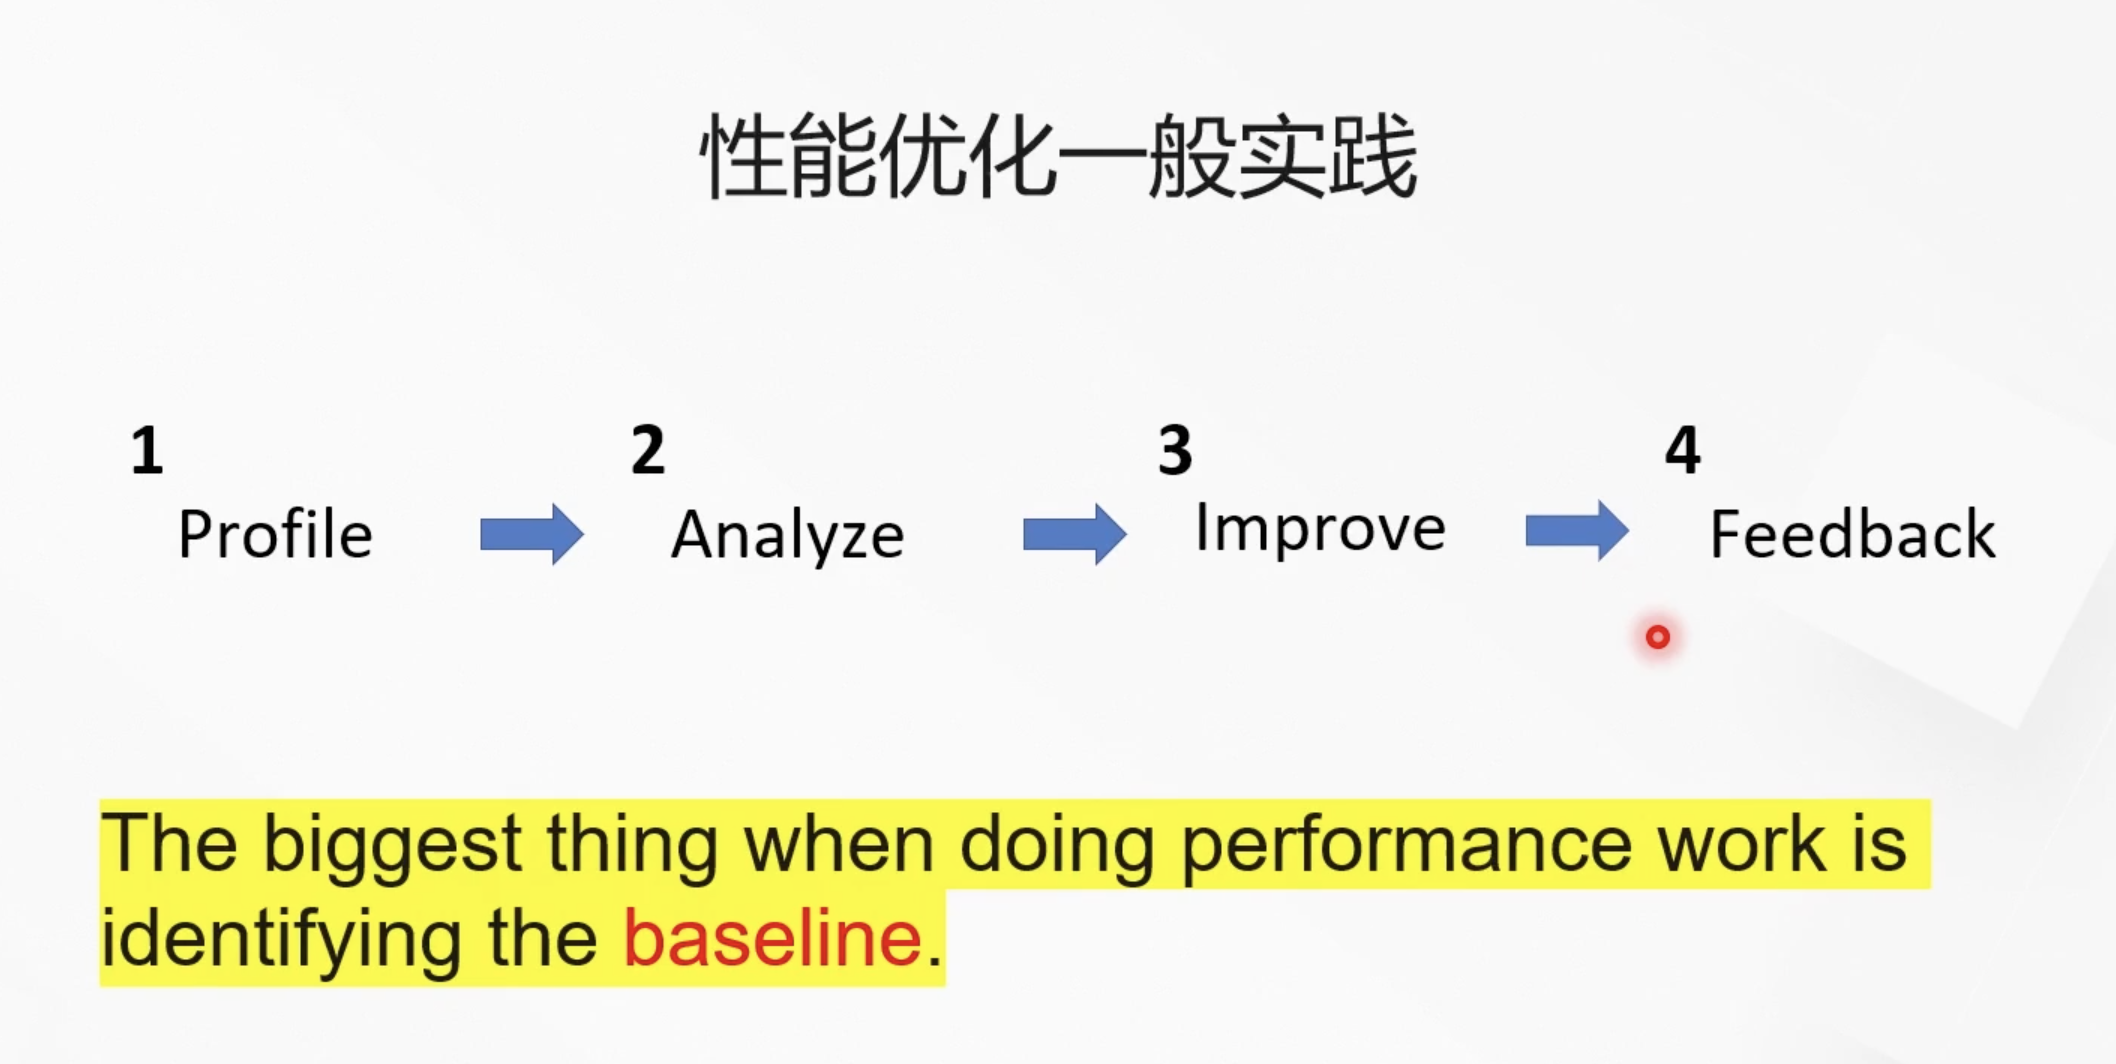 性能优化一般实践
1
Profile
2
Analyze
3
Improve
4
Feedback
The biggest thing when doing performance work is
identifying the baseline.